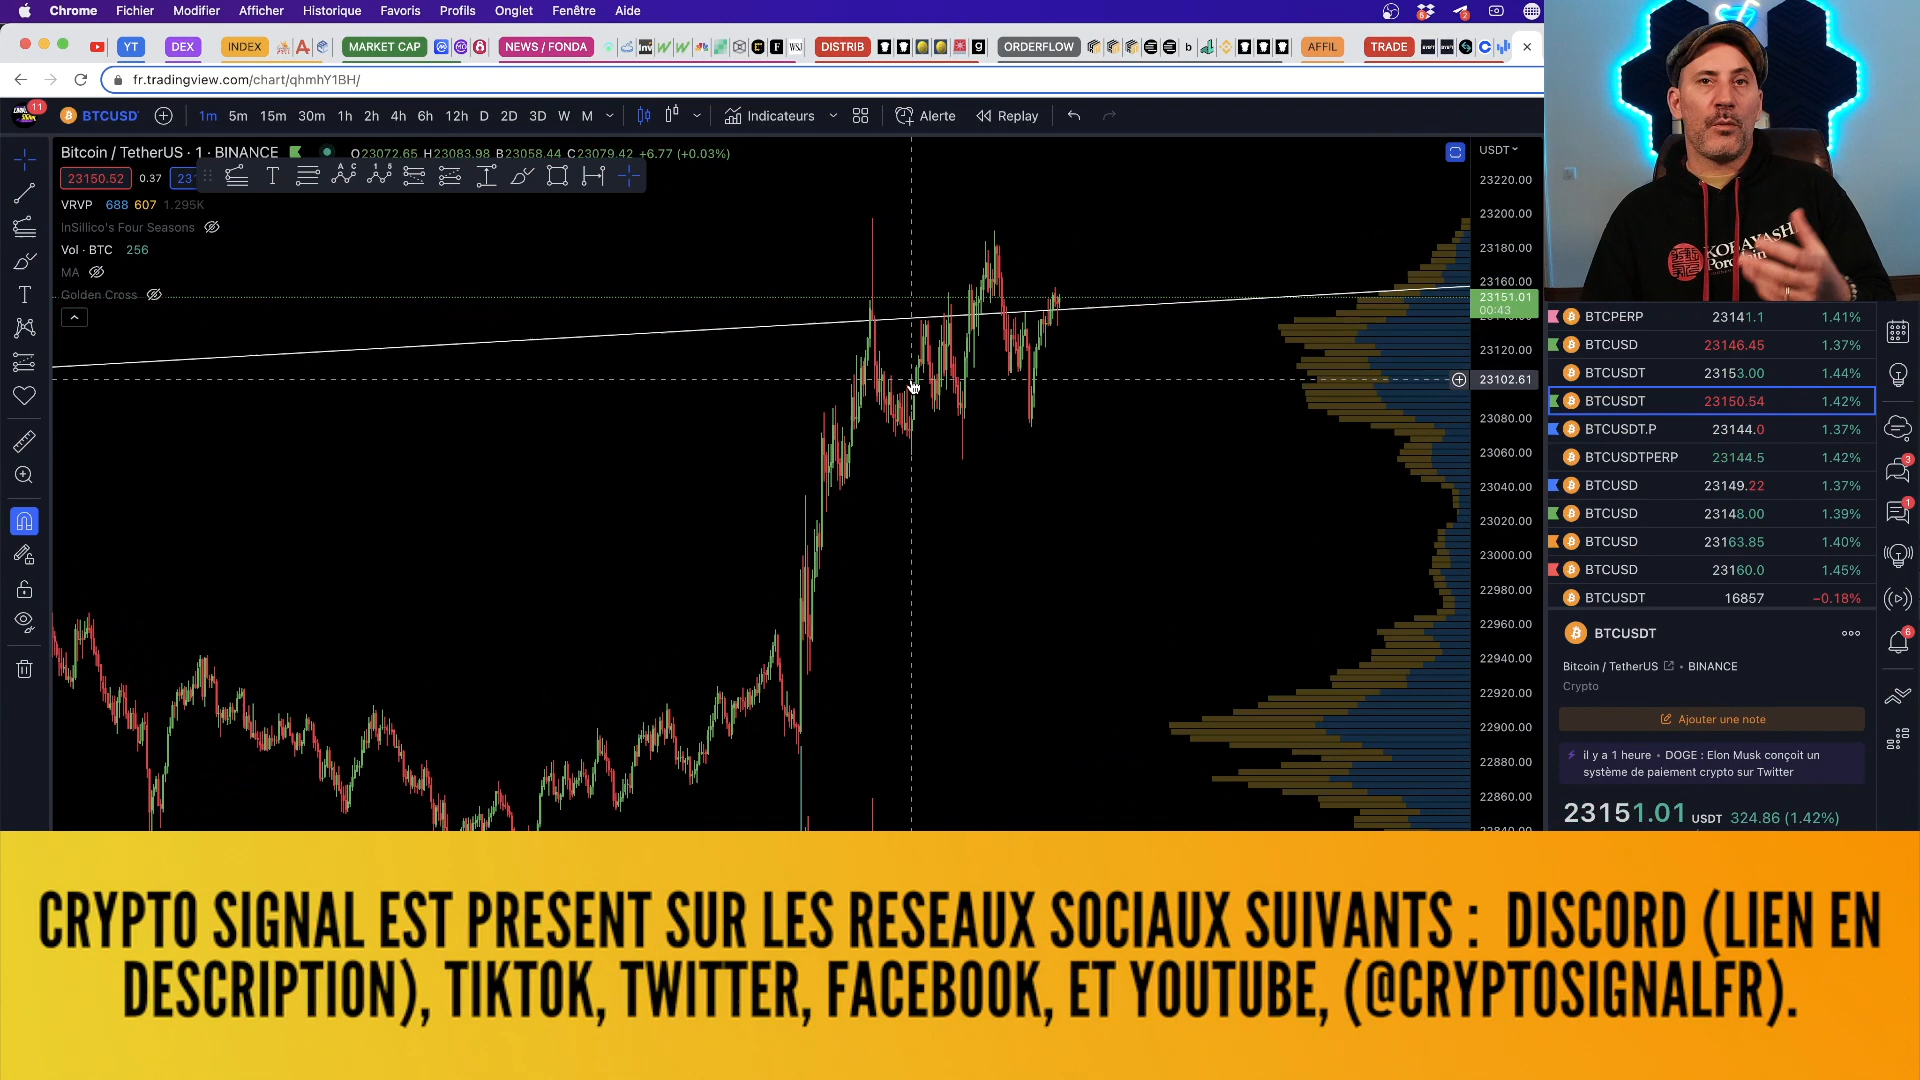 Chrome Fichier Modifier Afficher Historique Favoris Profils Onglet Fenêtre Aide
YT DEX INDEX MARKET CAP NEWS / FONDA DISTRIB ORDERFLOW AFFIL TRADE
fr.tradingview.com/chart/qhmhY1BH/
11 BTCUSD 1m 5m 15m 30m 1h 2h 4h 6h 12h D 2D 3D W M Indicateurs Alerte Replay
Bitcoin / TetherUS · 1 · BINANCE O23072.65 H23083.98 B23058.44 C23079.42 +6.77 (+0.03%)
23150.52 0.37
VRVP 688 607 1.295K
InSillico's Four Seasons
Vol · BTC 256
MA
Golden Cross
USDT
23220.00
23200.00
23180.00
23160.00
23151.01
00:43
23120.00
23102.61
23080.00
23060.00
23040.00
23020.00
23000.00
22980.00
22960.00
22940.00
22920.00
22900.00
22880.00
22860.00
22840.00
KOBAYASHI
Porcelain
BTCPERP 23141.1 1.41%
BTCUSD 23146.45 1.37%
BTCUSDT 23153.00 1.44%
BTCUSDT 23150.54 1.42%
BTCUSDT.P 23144.0 1.37%
BTCUSDTPERP 23144.5 1.42%
BTCUSD 23149.22 1.37%
BTCUSD 23148.00 1.39%
BTCUSD 23163.85 1.40%
BTCUSD 23160.0 1.45%
BTCUSDT 16857 −0.18%
BTCUSDT
Bitcoin / TetherUS • BINANCE
Crypto
Ajouter une note
il y a 1 heure • DOGE : Elon Musk conçoit un
système de paiement crypto sur Twitter
23151.01 USDT 324.86 (1.42%)
CRYPTO SIGNAL EST PRESENT SUR LES RESEAUX SOCIAUX SUIVANTS : DISCORD (LIEN EN
DESCRIPTION), TIKTOK, TWITTER, FACEBOOK, ET YOUTUBE, (@CRYPTOSIGNALFR).